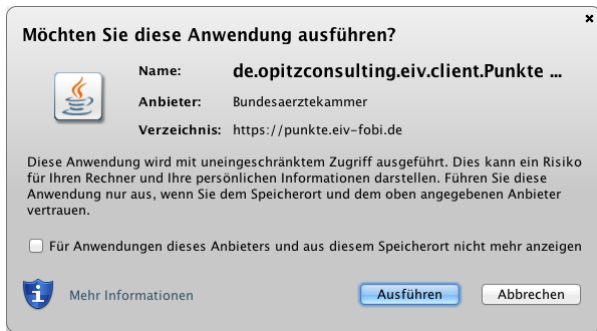 Möchten Sie diese Anwendung ausführen?
Name: de.opitzconsulting.eiv.client.Punkte ...
Anbieter: Bundesaerztekammer
Verzeichnis: https://punkte.eiv-fobi.de
Diese Anwendung wird mit uneingeschränktem Zugriff ausgeführt. Dies kann ein Risiko
für Ihren Rechner und Ihre persönlichen Informationen darstellen. Führen Sie diese
Anwendung nur aus, wenn Sie dem Speicherort und dem oben angegebenen Anbieter
vertrauen.
Für Anwendungen dieses Anbieters und aus diesem Speicherort nicht mehr anzeigen
Mehr Informationen Ausführen Abbrechen